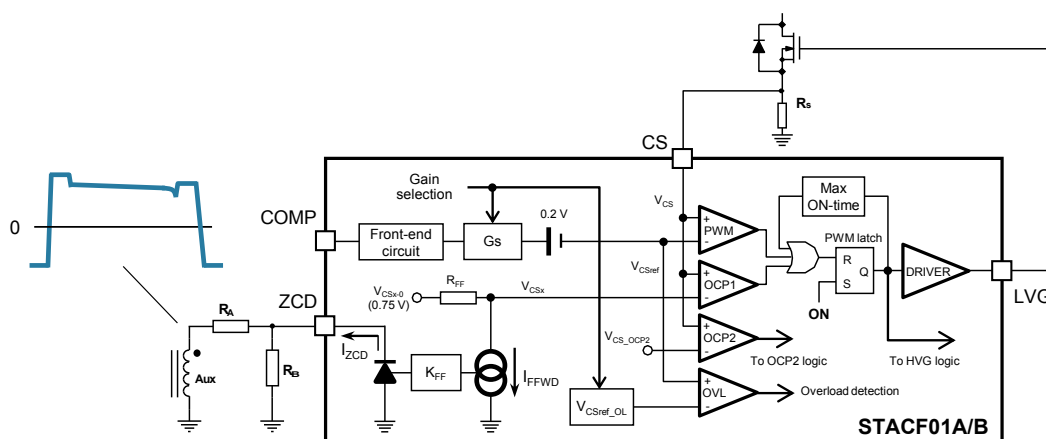 Rs
CS
Gain
selection
Max
ON-time
0
COMP
0.2 V
VCS
Front-end
circuit
Gs
+
PWM
-
PWM latch
VCSref
R
Q
S
DRIVER
RFF
VCSx
+
OCP1
-
ZCD
VCSx-0
(0.75 V)
ON
LVG
RA
IZCD
VCS_OCP2
+
OCP2
-
To OCP2 logic
To HVG logic
Aux
RB
KFF
IFFWD
VCSref_OL
+
OVL
-
Overload detection
STACF01A/B